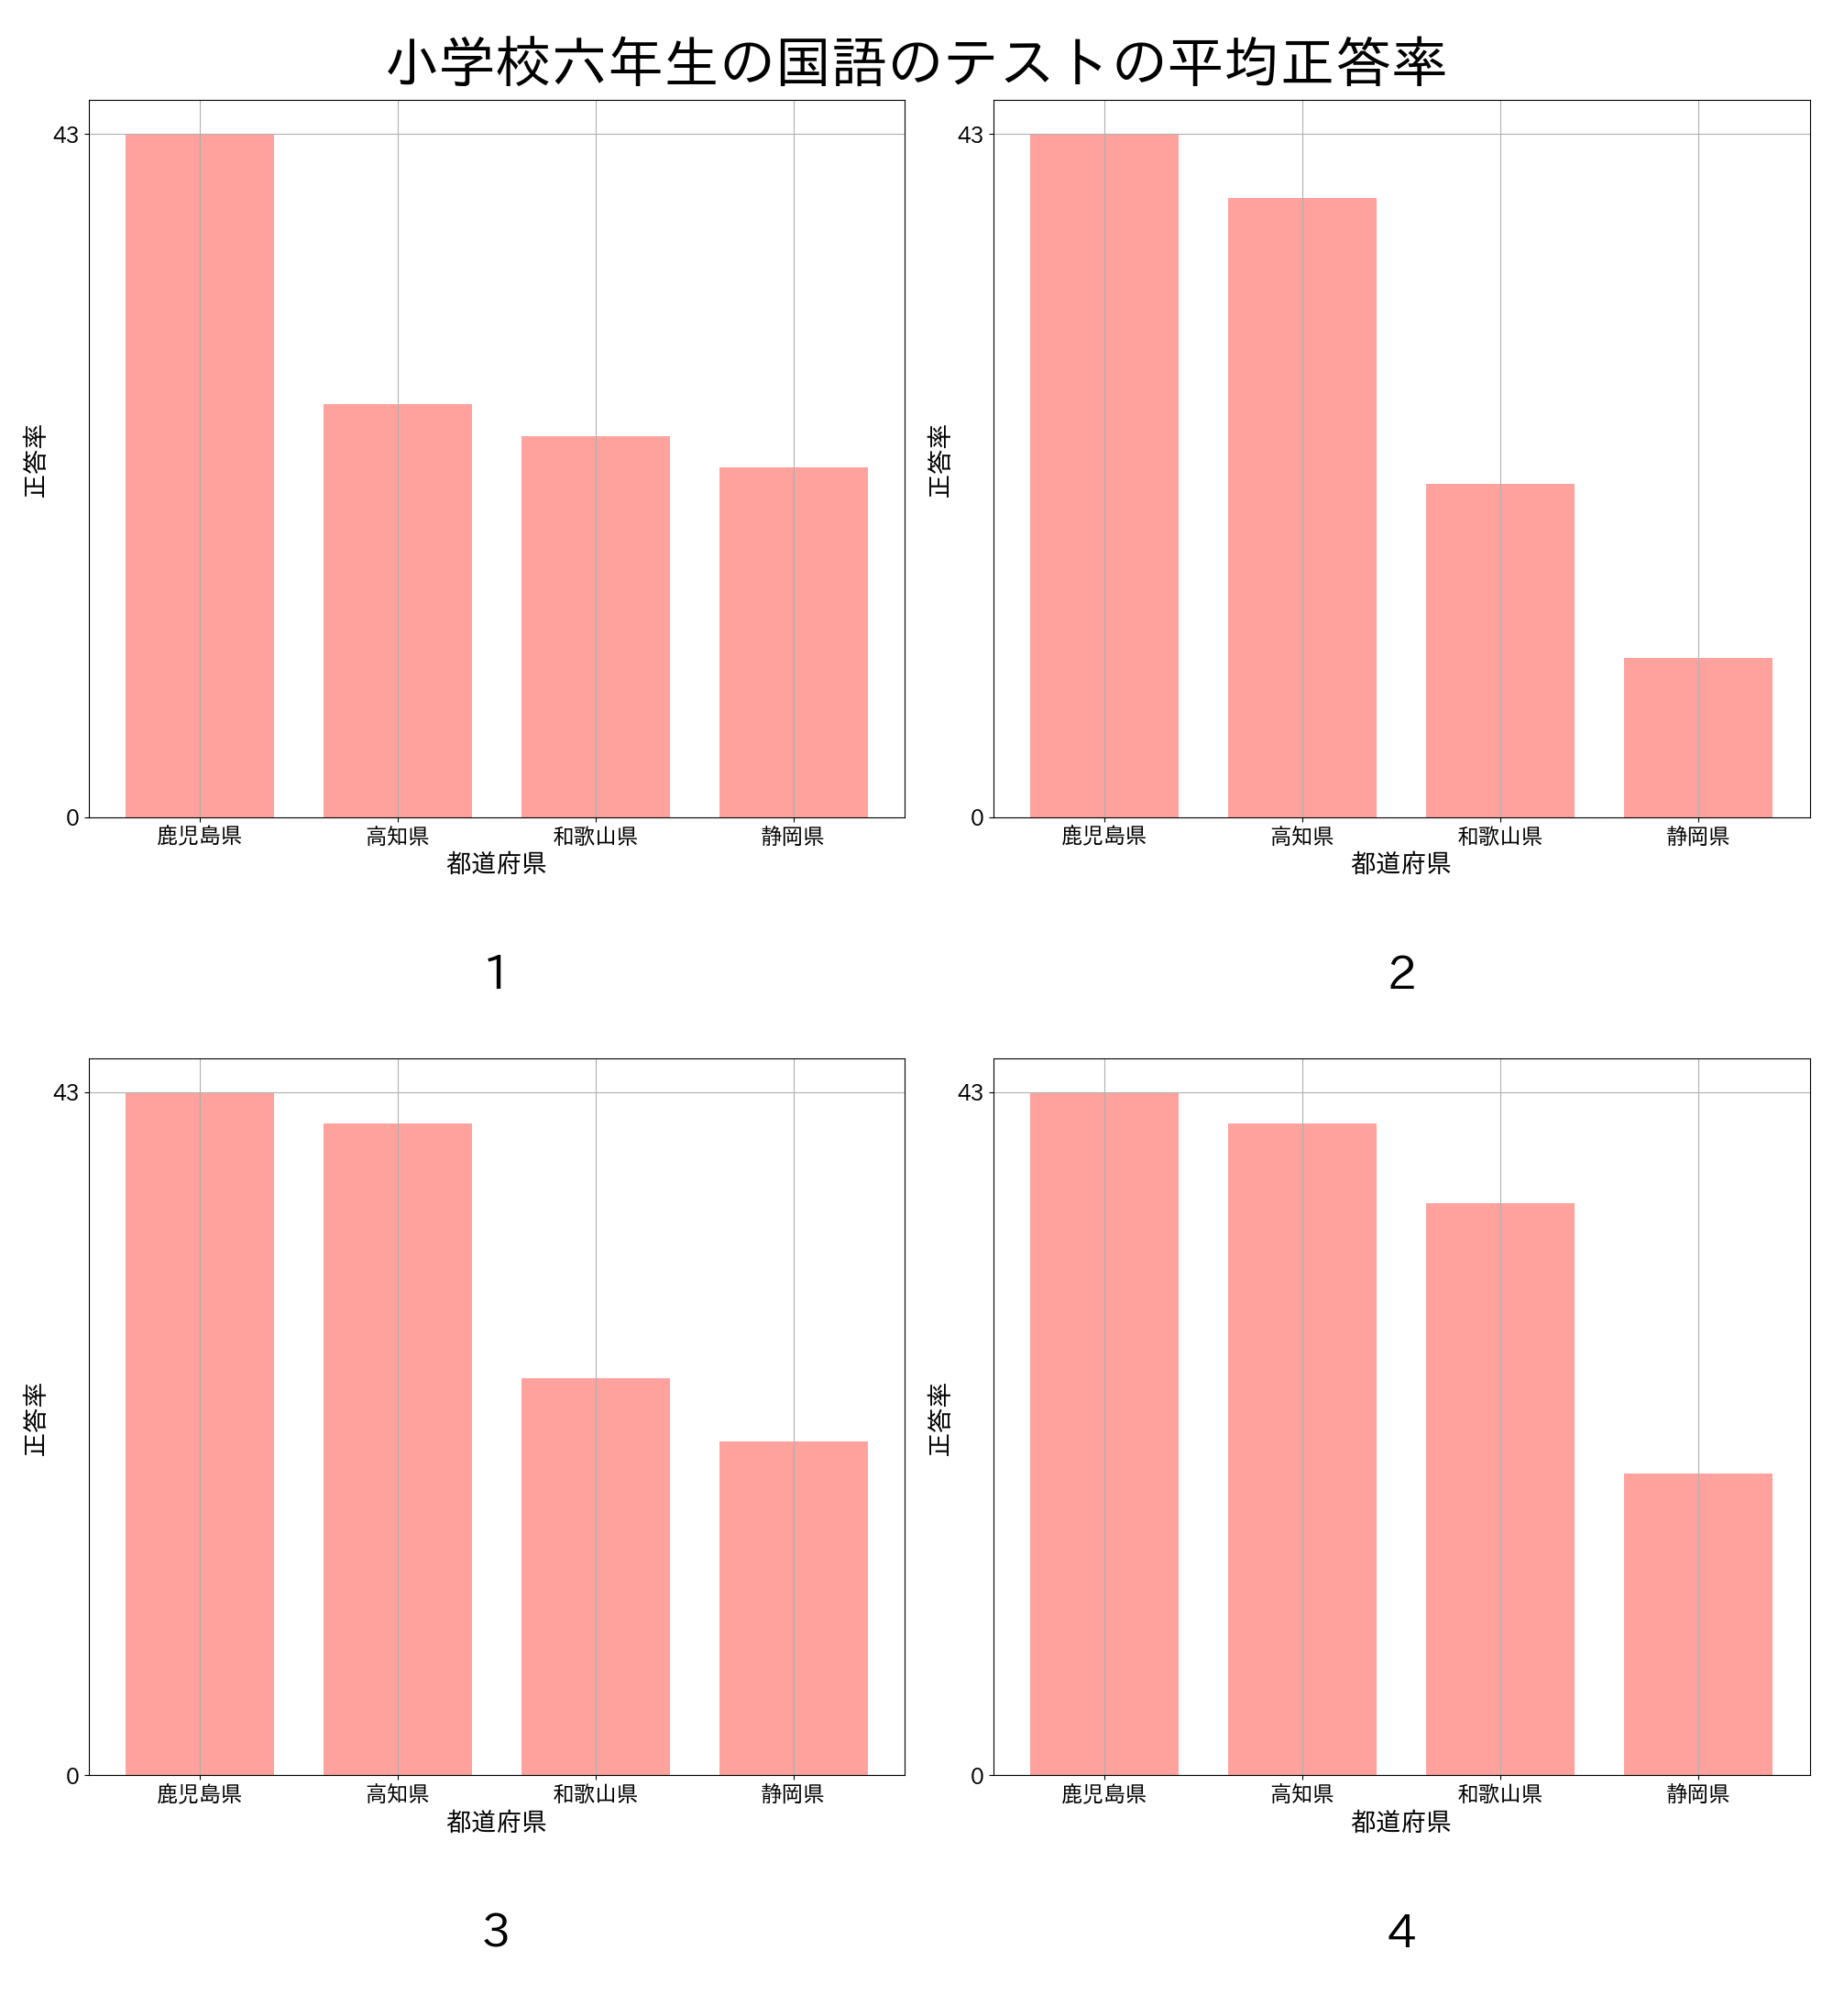 小学校六年生の国語のテストの平均正答率
43
0
正答率
鹿児島県 高知県 和歌山県 静岡県
都道府県
1
43
0
正答率
鹿児島県 高知県 和歌山県 静岡県
都道府県
2
43
0
正答率
鹿児島県 高知県 和歌山県 静岡県
都道府県
3
43
0
正答率
鹿児島県 高知県 和歌山県 静岡県
都道府県
4